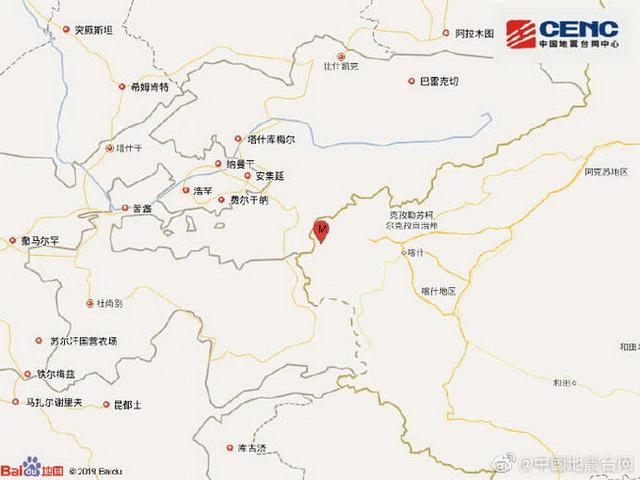 突厥斯坦
阿拉木图
CENC
中国地震台网中心
比什凯克
希姆肯特
巴雷克切
塔什库梅尔
塔什干
纳曼干
安集延
阿克苏地区
浩罕
费尔干纳
苦盏
克孜勒苏柯
尔克孜自治州
M
撒马尔罕
喀什
喀什地区
杜尚别
苏尔汗国营农场
和田
铁尔梅兹
和田
马扎尔谢里夫
昆都士
库古济
Bai du 地图
© 2019 Baidu
@中国地震台网